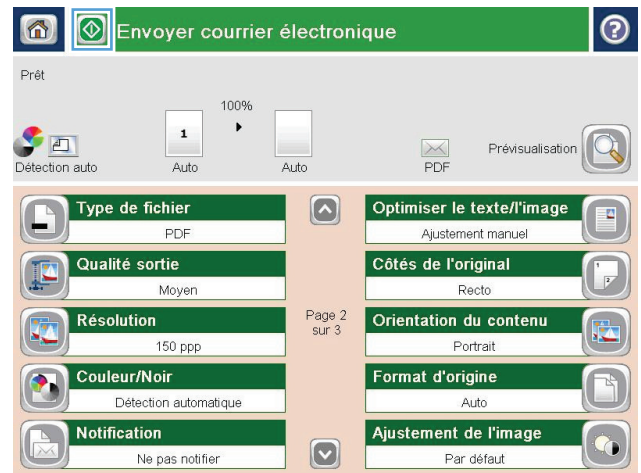 Envoyer courrier électronique
?
Prêt
100%
1
Détection auto
Auto
Auto
PDF
Prévisualisation
Type de fichier
PDF
Qualité sortie
Moyen
Résolution
150 ppp
Couleur/Noir
Détection automatique
Notification
Ne pas notifier
Page 2
sur 3
Optimiser le texte/l'image
Ajustement manuel
Côtés de l'original
Recto
1
2
Orientation du contenu
Portrait
Format d'origine
Auto
Ajustement de l'image
Par défaut